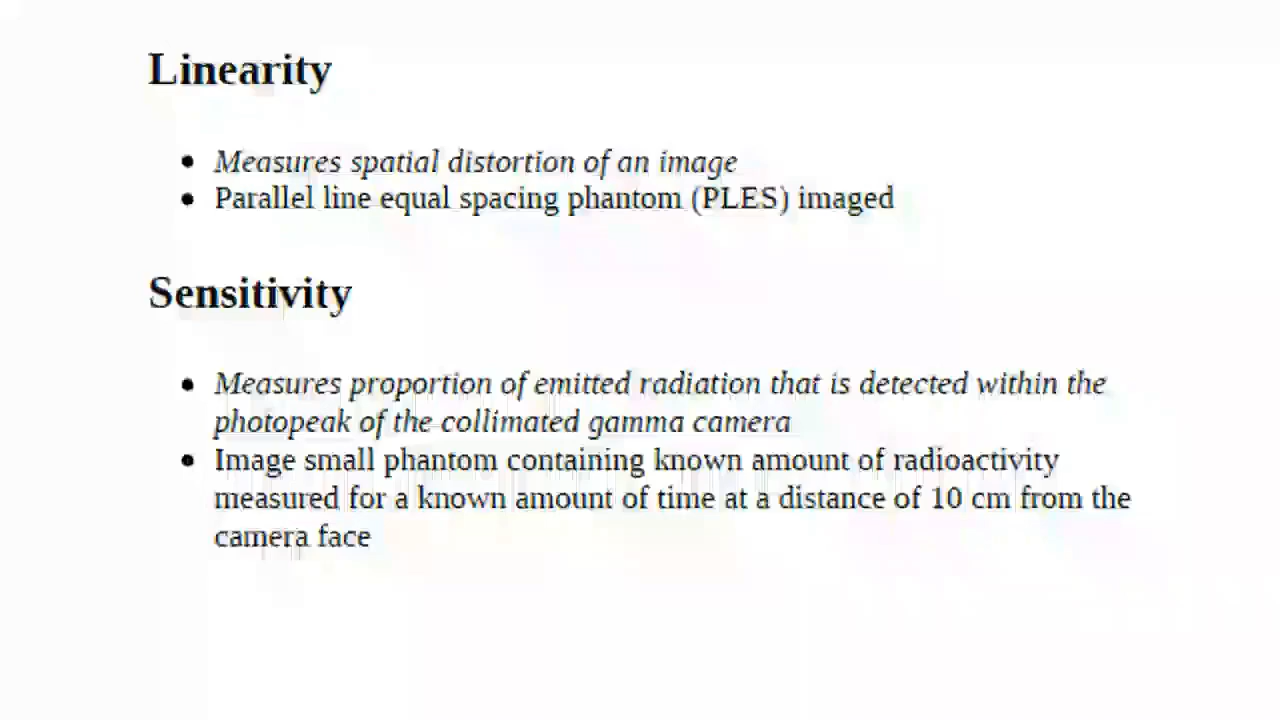 Linearity
• Measures spatial distortion of an image
• Parallel line equal spacing phantom (PLES) imaged
Sensitivity
• Measures proportion of emitted radiation that is detected within the
photopeak of the collimated gamma camera
• Image small phantom containing known amount of radioactivity
measured for a known amount of time at a distance of 10 cm from the
camera face